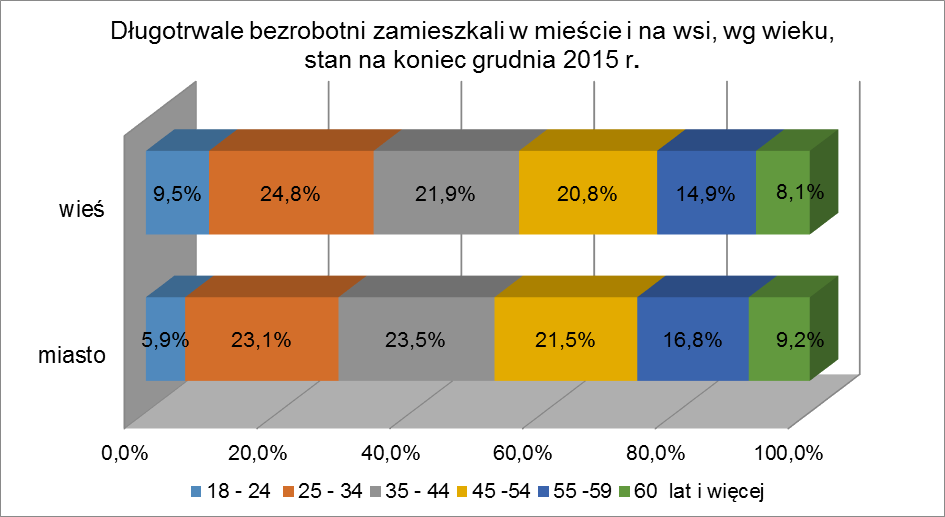 Długotrwale bezrobotni zamieszkali w mieście i na wsi, wg wieku,
stan na koniec grudnia 2015 r.
wieś
9,5% 24,8% 21,9% 20,8% 14,9% 8,1%
miasto
5,9% 23,1% 23,5% 21,5% 16,8% 9,2%
0,0% 20,0% 40,0% 60,0% 80,0% 100,0%
18 - 24 25 - 34 35 - 44 45 -54 55 -59 60 lat i więcej